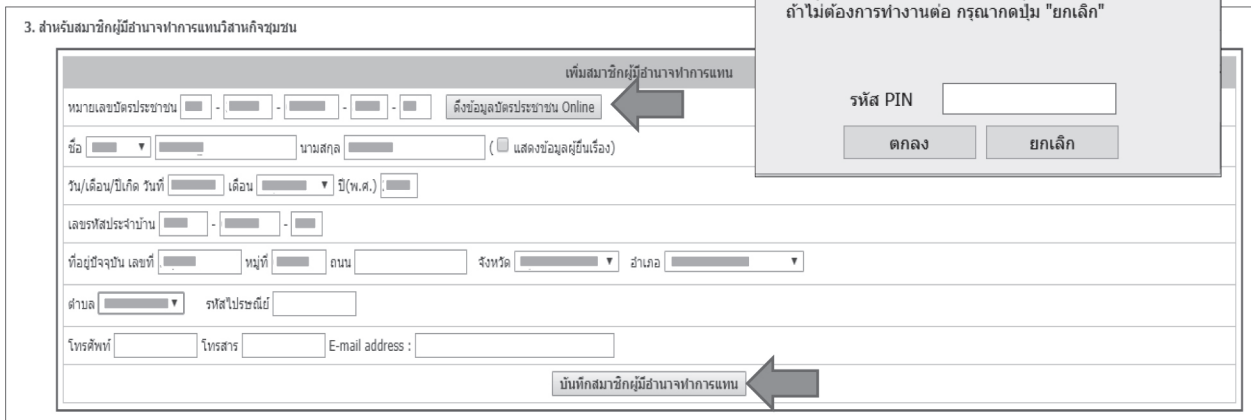 ถ้าไม่ต้องการทำงานต่อ กรุณากดปุ่ม "ยกเลิก"
รหัส PIN
ตกลง ยกเลิก
3. สำหรับสมาชิกผู้มีอำนาจทำการแทนวิสาหกิจชุมชน
เพิ่มสมาชิกผู้มีอำนาจทำการแทน
หมายเลขบัตรประชาชน - - - - ดึงข้อมูลบัตรประชาชน Online
ชื่อ นามสกุล ( แสดงข้อมูลผู้ยื่นเรื่อง)
วัน/เดือน/ปีเกิด วันที่ เดือน ปี(พ.ศ.)
เลขรหัสประจำบ้าน - -
ที่อยู่ปัจจุบัน เลขที่ หมู่ที่ ถนน จังหวัด อำเภอ
ตำบล รหัสไปรษณีย์
โทรศัพท์ โทรสาร E-mail address :
บันทึกสมาชิกผู้มีอำนาจทำการแทน